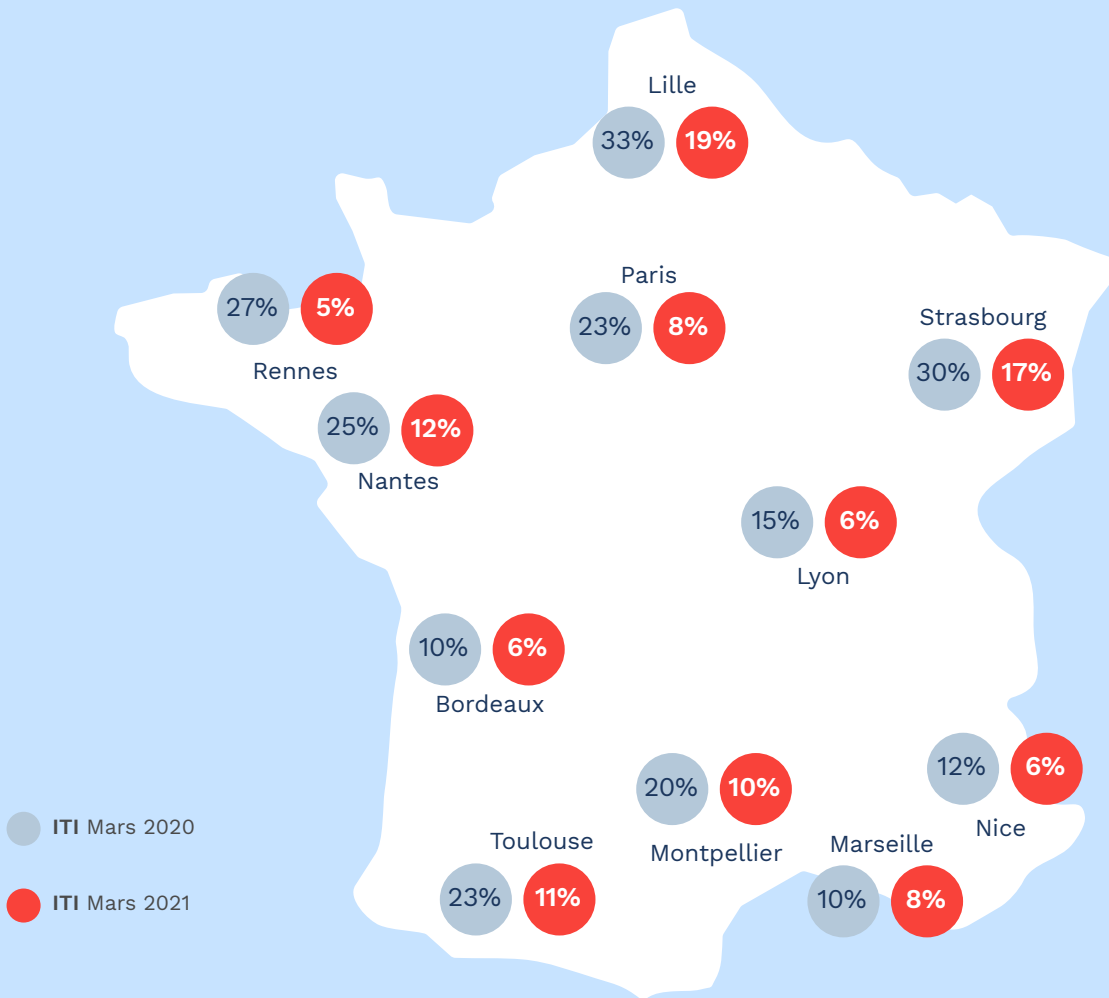 Lille
33% 19%
Paris
23% 8%
27% 5%
Rennes
Strasbourg
30% 17%
25% 12%
Nantes
15% 6%
Lyon
10% 6%
Bordeaux
12% 6%
Nice
20% 10%
Montpellier
Toulouse
23% 11%
Marseille
10% 8%
ITI Mars 2020
ITI Mars 2021